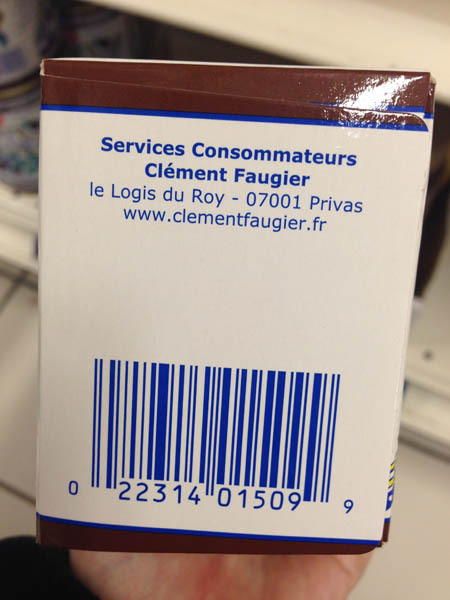 Services Consommateurs
Clément Faugier
le Logis du Roy - 07001 Privas
www.clementfaugier.fr
0 22314 01509 9